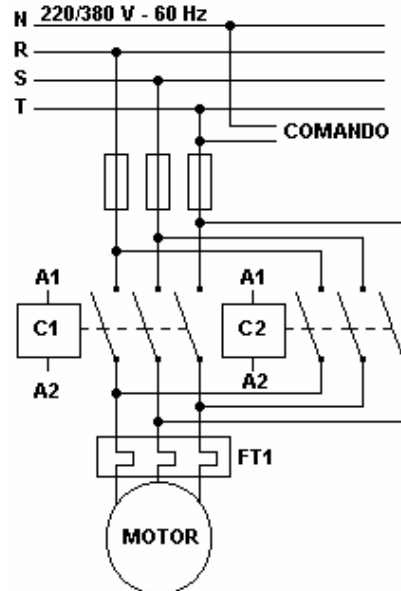 N 220/380 V - 60 Hz
R
S
T
COMANDO
A1 A1
C1 C2
A2 A2
FT1
MOTOR